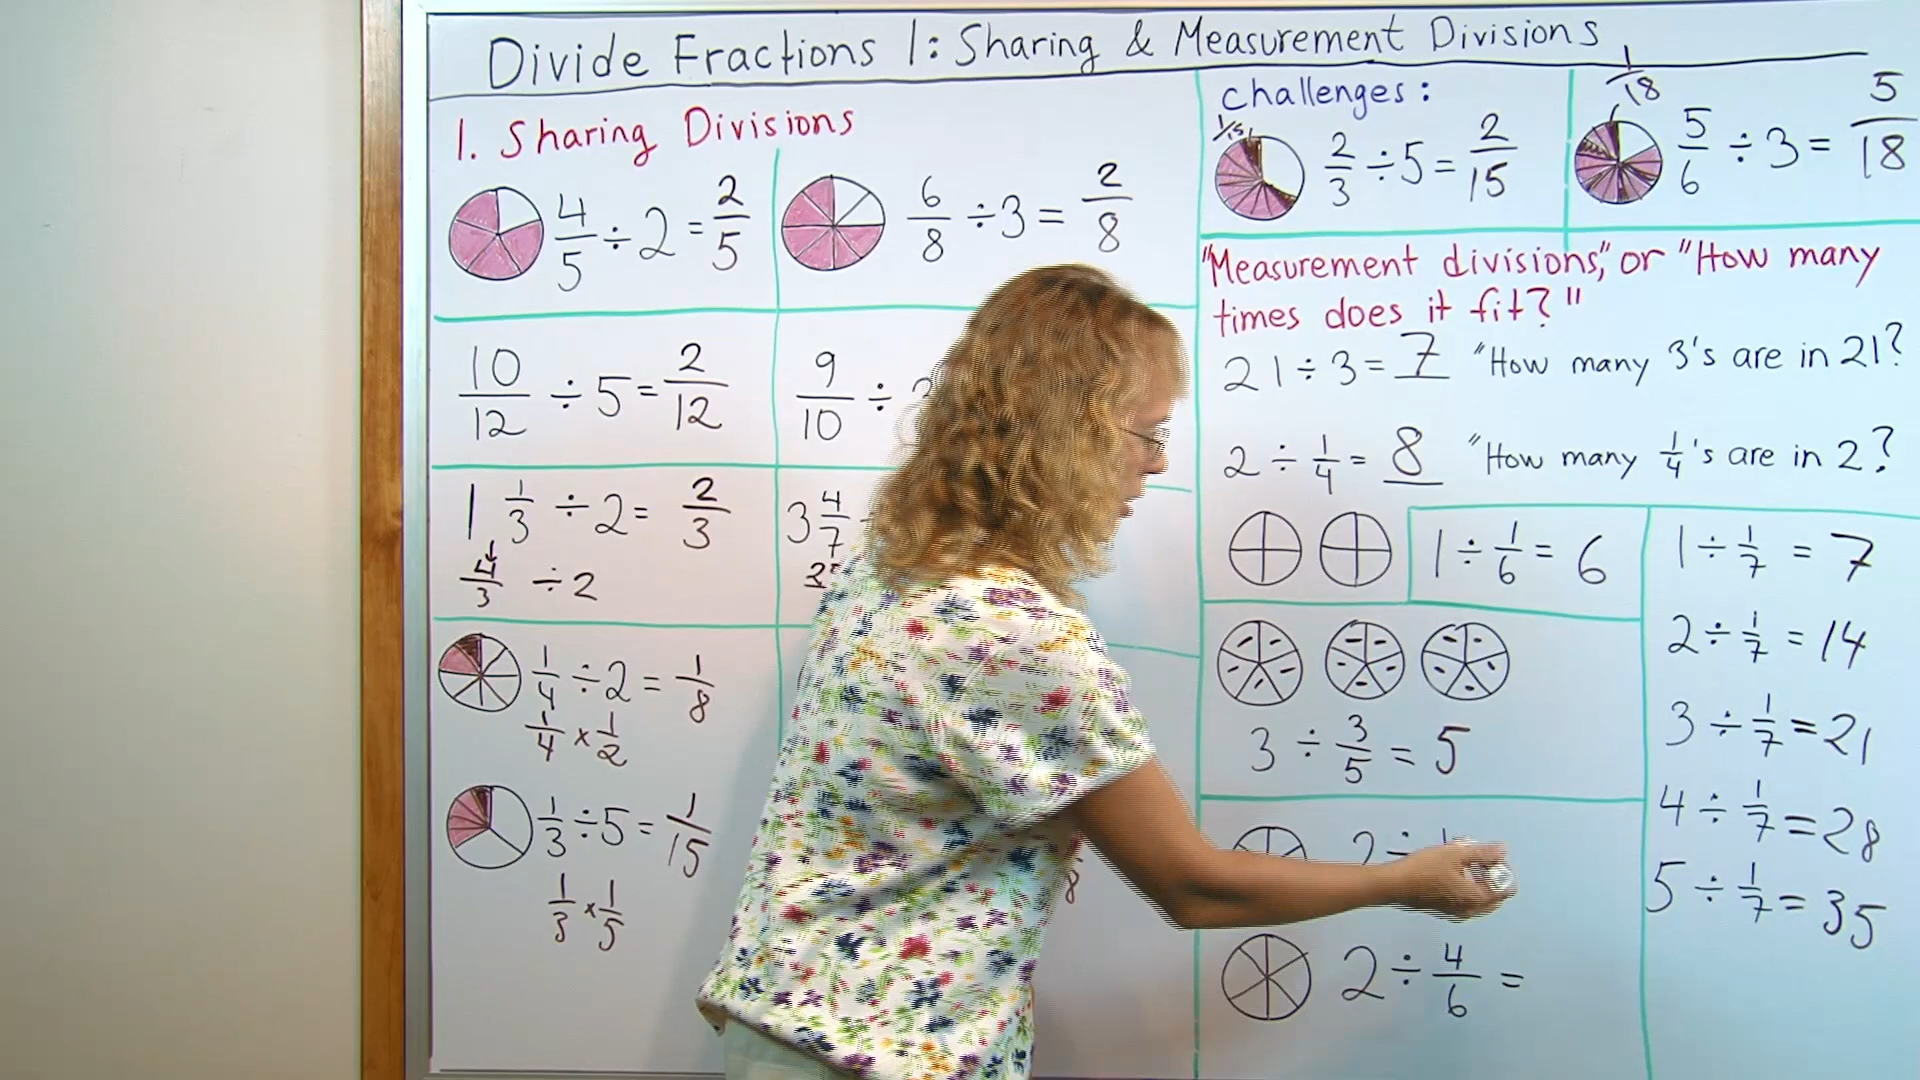 Divide Fractions 1: Sharing & Measurement Divisions
1. Sharing Divisions
4/5 ÷ 2 = 2/5
6/8 ÷ 3 = 2/8
10/12 ÷ 5 = 2/12
9/10 ÷
1 1/3 ÷ 2 = 2/3
4/3 ÷ 2
3 4/7
1/4 ÷ 2 = 1/8
1/4 × 1/2
1/3 ÷ 5 = 1/15
1/3 × 1/5
8
Challenges:
1/15
2/3 ÷ 5 = 2/15
1/18
5/6 ÷ 3 = 5/18
"Measurement divisions," or "How many
times does it fit?"
21 ÷ 3 = 7 "How many 3's are in 21?
2 ÷ 1/4 = 8 "How many 1/4's are in 2?
1 ÷ 1/6 = 6
3 ÷ 3/5 = 5
2 ÷
2 ÷ 4/6 =
1 ÷ 1/7 = 7
2 ÷ 1/7 = 14
3 ÷ 1/7 = 21
4 ÷ 1/7 = 28
5 ÷ 1/7 = 35